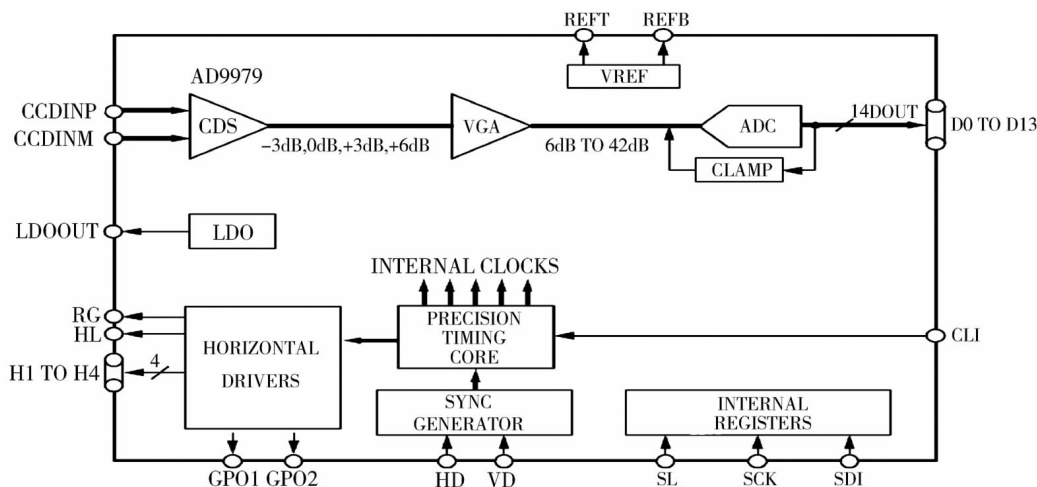 REFT REFB
AD9979
VREF
CCDINP
CCDINM
CDS
VGA
ADC
14DOUT
D0 TO D13
−3dB,0dB,+3dB,+6dB
6dB TO 42dB
CLAMP
LDOOUT
LDO
INTERNAL CLOCKS
RG
HL
H1 TO H4
4
HORIZONTAL
DRIVERS
PRECISION
TIMING
CORE
CLI
SYNC
GENERATOR
INTERNAL
REGISTERS
GPO1 GPO2
HD VD
SL SCK SDI